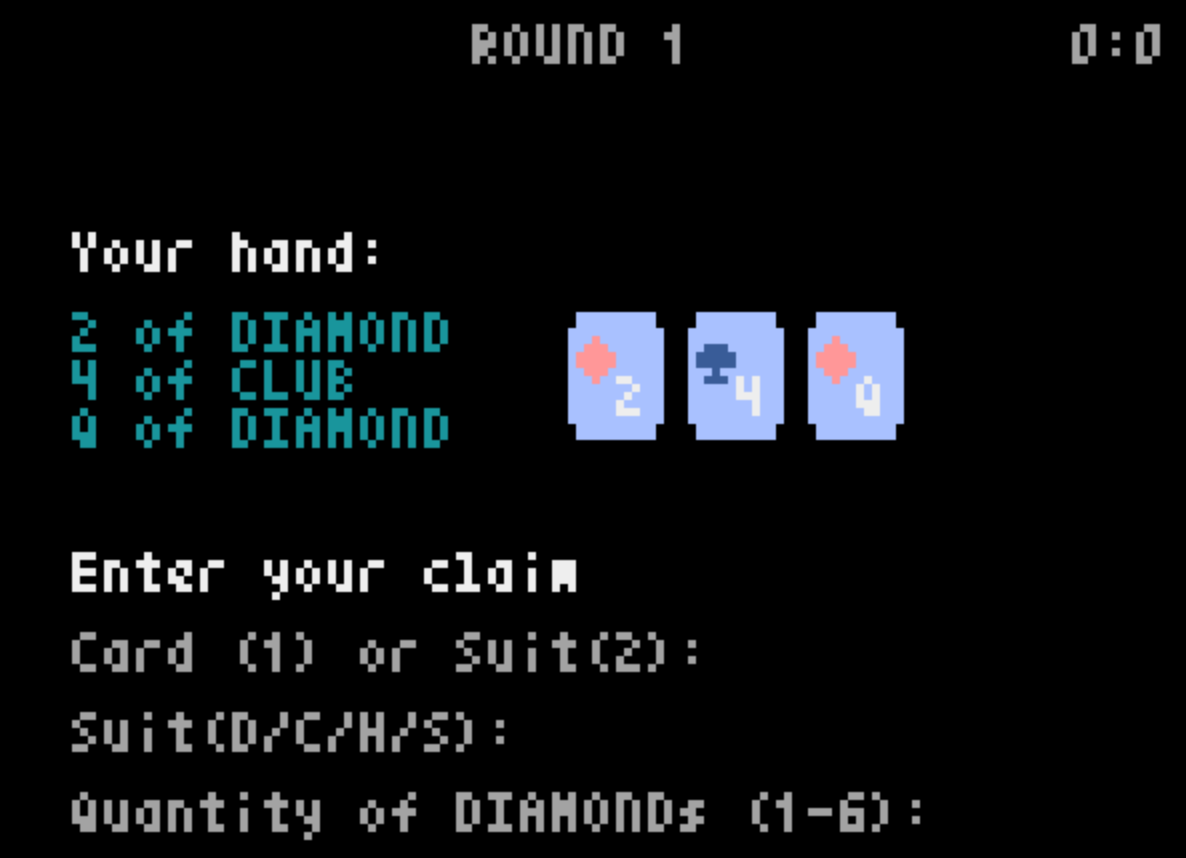 ROUND 1 0:0
Your hand:
2 of DIAMOND
4 of CLUB
Q of DIAMOND
2 4 Q
Enter your claim
Card (1) or Suit(2):
Suit(D/C/H/S):
Quantity of DIAMONDs (1-6):